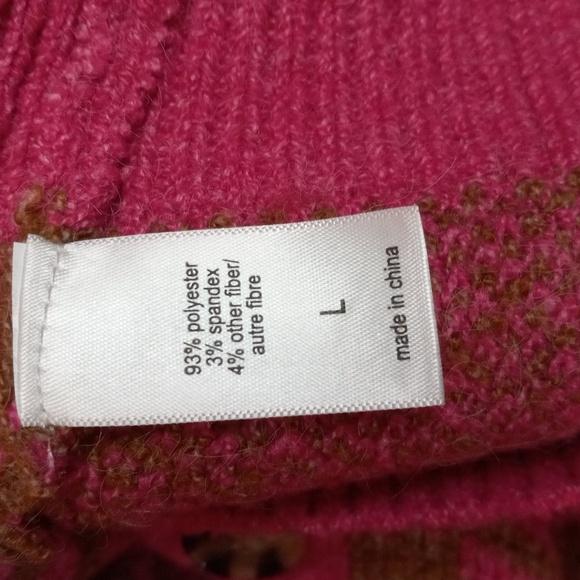 93% polyester
3% spandex
4% other fiber/
autre fibre
L
made in china